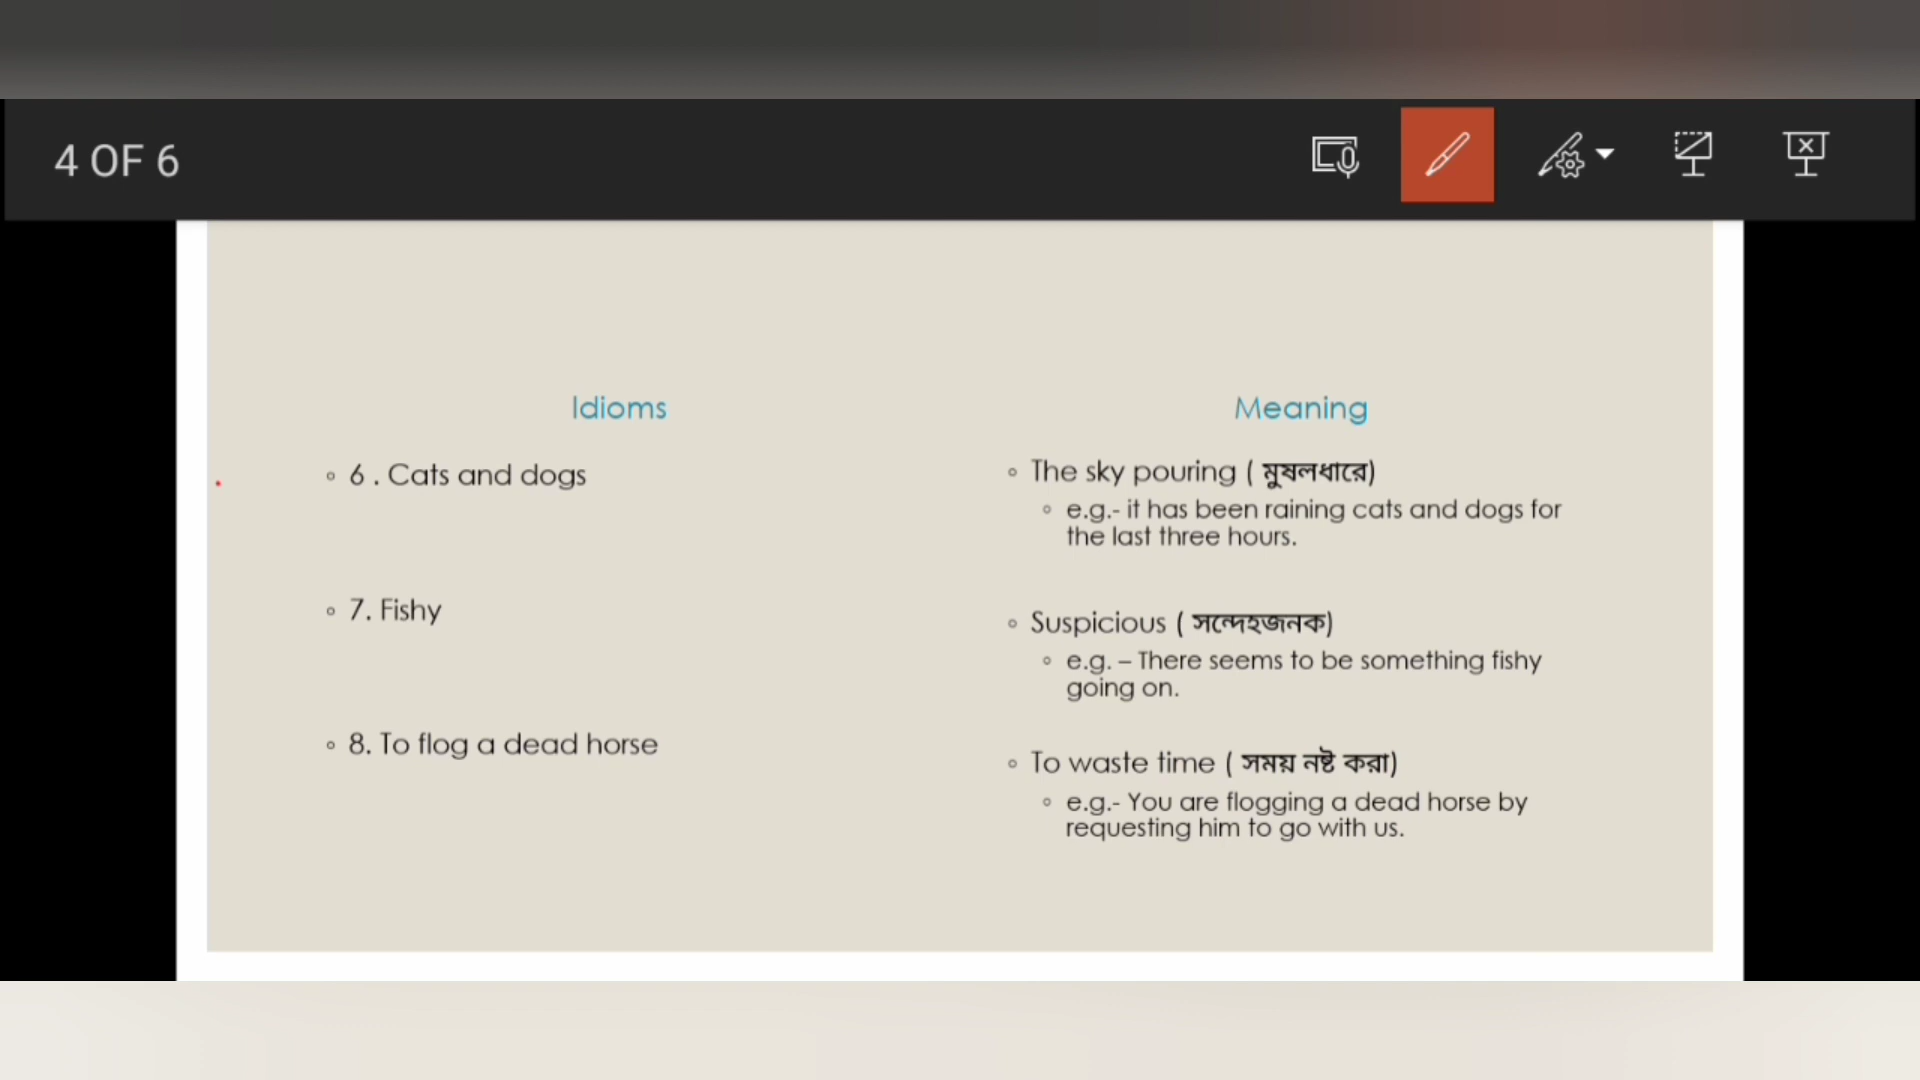 4 OF 6
Idioms
6 . Cats and dogs
7. Fishy
8. To flog a dead horse
Meaning
The sky pouring ( মুষলধারে)
e.g.- it has been raining cats and dogs for
the last three hours.
Suspicious ( সন্দেহজনক)
e.g. – There seems to be something fishy
going on.
To waste time ( সময় নষ্ট করা)
e.g.- You are flogging a dead horse by
requesting him to go with us.